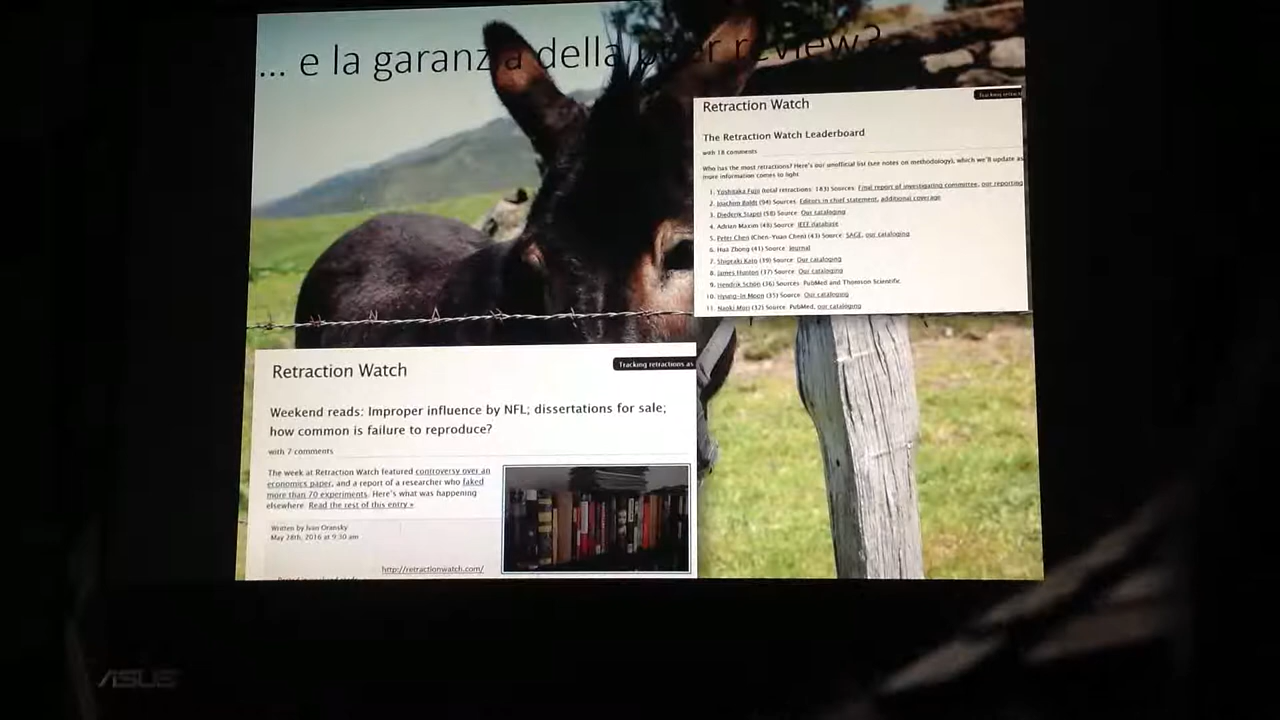 ... e la garanzia della peer review?
Retraction Watch
Tracking retract
The Retraction Watch Leaderboard
with 18 comments
Who has the most retractions? Here's our unofficial list (see notes on methodology), which we'll update as
more information comes to light
1. Yoshitaka Fujii (total retractions: 183) Sources: Final report of investigating committee, our reporting
2. Joachim Boldt (94) Sources: Editors in chief statement, additional coverage
3. Diederik Stapel (58) Source: Our cataloging
4. Adrian Maxim (48) Source: IEEE database
5. Peter Chen (Chen-Yuan Chen) (43) Source: SAGE, our cataloging
6. Hua Zhong (41) Source: Journal
7. Shigeaki Kato (39) Source: Our cataloging
8. James Hunton (37) Source: Our cataloging
9. Hendrik Schön (36) Sources: PubMed and Thomson Scientific
10. Hyung-In Moon (35) Source: Our cataloging
11. Naoki Mori (32) Source: PubMed, our cataloging
Retraction Watch
Tracking retractions as
Weekend reads: Improper influence by NFL; dissertations for sale;
how common is failure to reproduce?
with 7 comments
The week at Retraction Watch featured controversy over an
economics paper, and a report of a researcher who faked
more than 70 experiments. Here's what was happening
elsewhere. Read the rest of this entry »
Written by Ivan Oransky
May 28th, 2016 at 9:30 am
http://retractionwatch.com/
ASUS